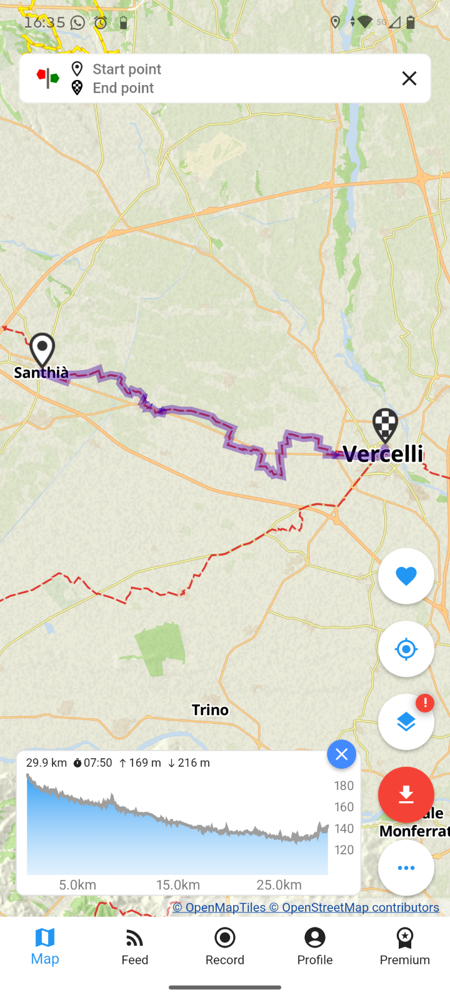 16:35
5G
Start point
End point
Santhià
Vercelli
Trino
29.9 km 07:50 ↑ 169 m ↓ 216 m
180
160
140
120
5.0km 15.0km 25.0km
ale
Monferrat
© OpenMapTiles © OpenStreetMap contributors
Map Feed Record Profile Premium